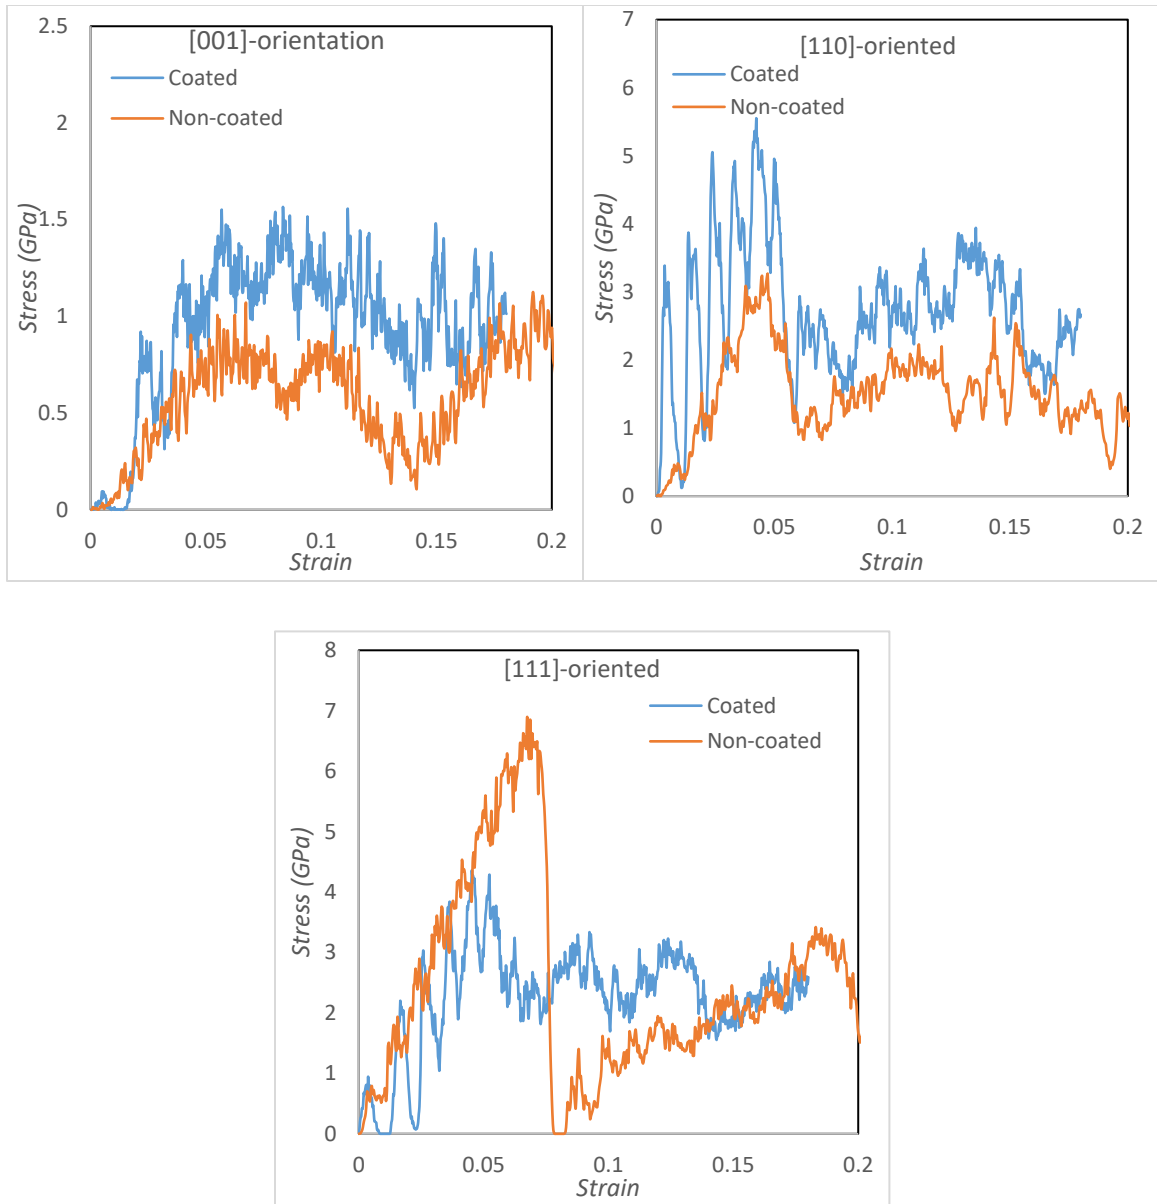 [001]-orientation
Coated
Non-coated
2.5
2
1.5
1
0.5
0
Stress (GPa)
0 0.05 0.1 0.15 0.2
Strain
[110]-oriented
Coated
Non-coated
7
6
5
4
3
2
1
0
Stress (GPa)
0 0.05 0.1 0.15 0.2
Strain
[111]-oriented
Coated
Non-coated
8
7
6
5
4
3
2
1
0
Stress (GPa)
0 0.05 0.1 0.15 0.2
Strain